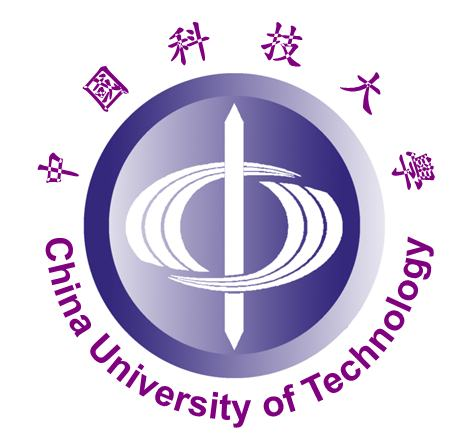 中國科技大學
China University of Technology